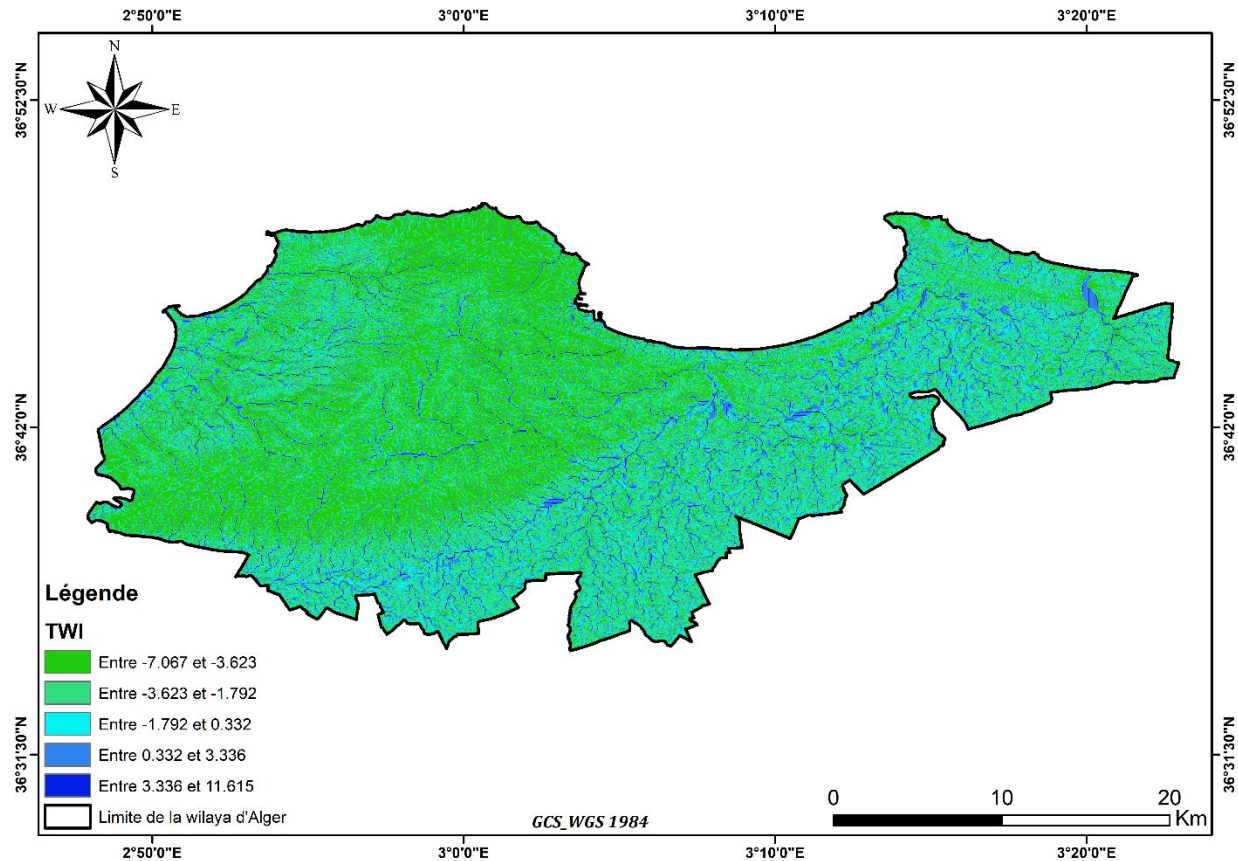 2°50'0"E 3°0'0"E 3°10'0"E 3°20'0"E
N
W E
S
36°52'30"N 36°52'30"N
36°42'0"N 36°42'0"N
36°31'30"N 36°31'30"N
Légende
TWI
Entre -7.067 et -3.623
Entre -3.623 et -1.792
Entre -1.792 et 0.332
Entre 0.332 et 3.336
Entre 3.336 et 11.615
Limite de la wilaya d'Alger
GCS_WGS 1984
0 10 20
Km
2°50'0"E 3°0'0"E 3°10'0"E 3°20'0"E